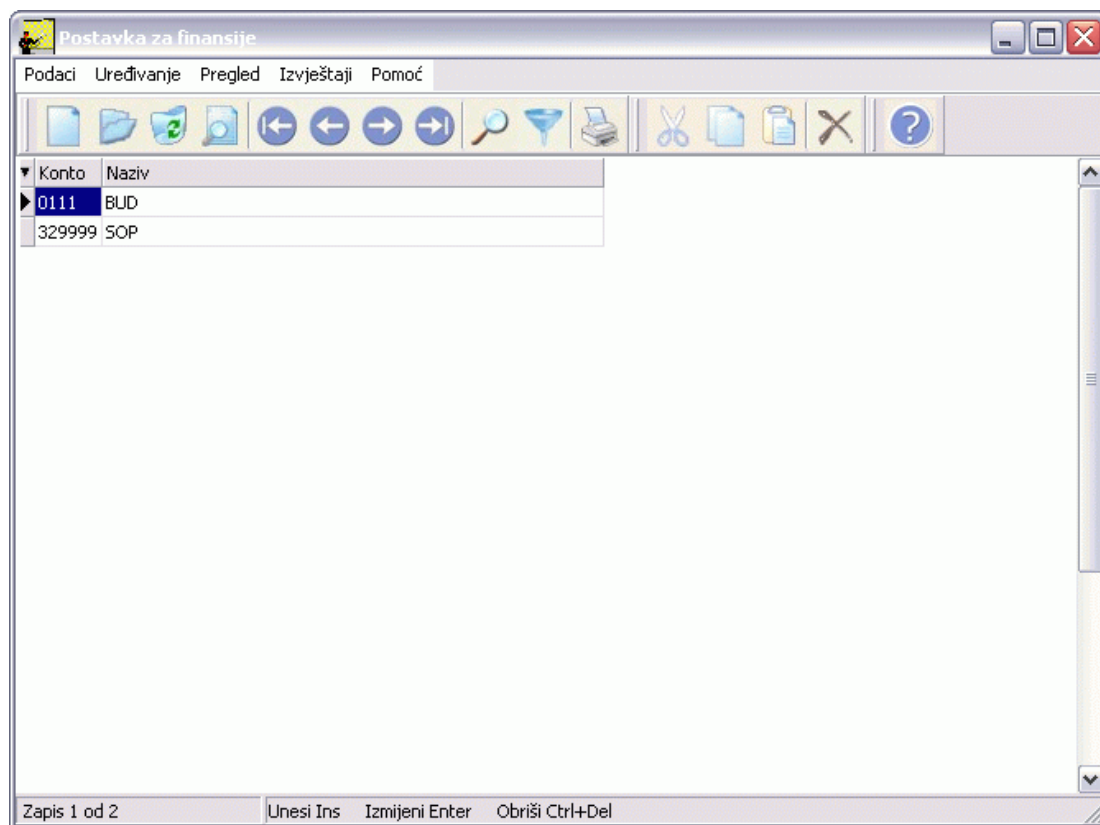 Postavka za finansije
Podaci Uređivanje Pregled Izvještaji Pomoć
Konto Naziv
0111 BUD
329999 SOP
Zapis 1 od 2 Unesi Ins Izmijeni Enter Obriši Ctrl+Del